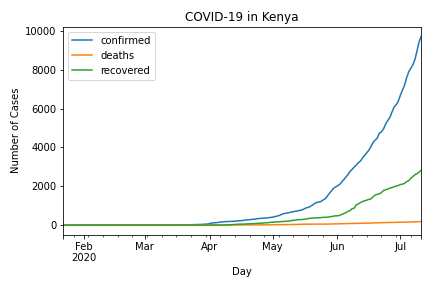 COVID-19 in Kenya
confirmed
deaths
recovered
Number of Cases
10000
8000
6000
4000
2000
0
Feb Mar Apr May Jun Jul
2020
Day